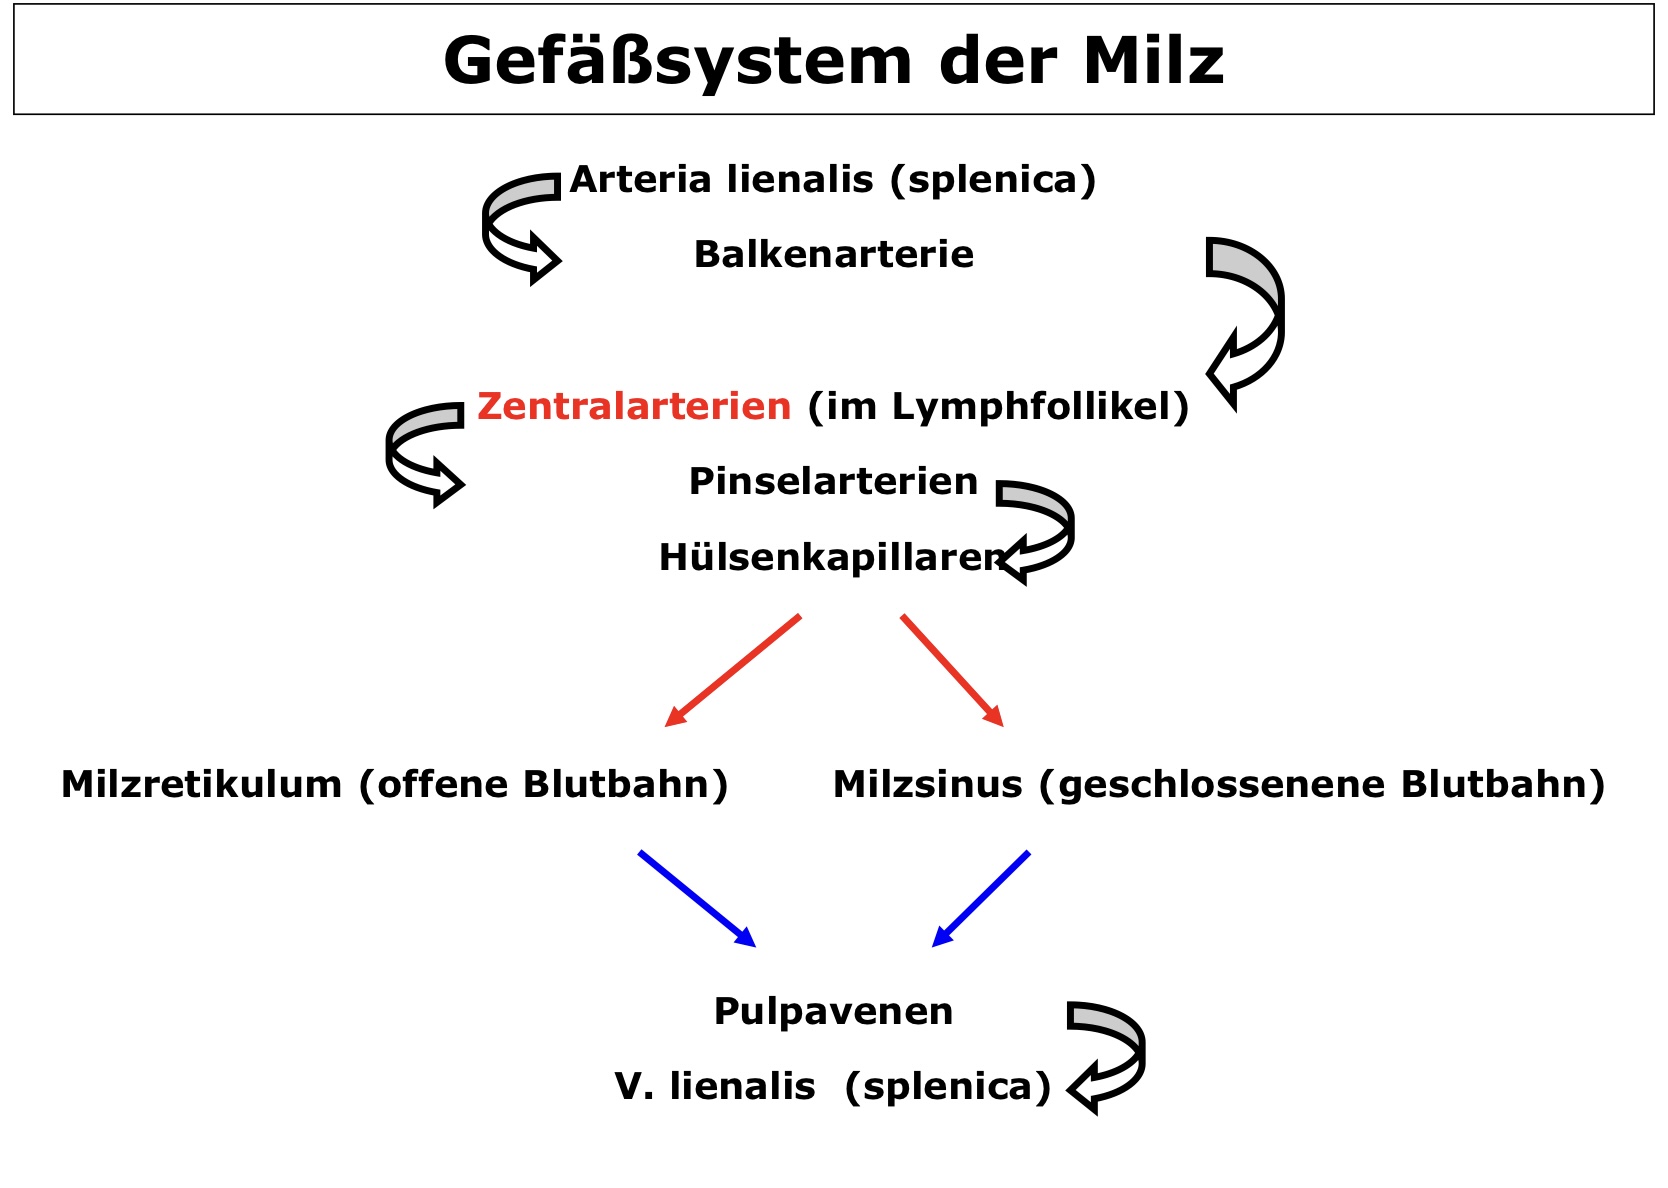 Gefäßsystem der Milz
Arteria lienalis (splenica)
Balkenarterie
Zentralarterien (im Lymphfollikel)
Pinselarterien
Hülsenkapillaren
Milzretikulum (offene Blutbahn)
Milzsinus (geschlossenene Blutbahn)
Pulpavenen
V. lienalis (splenica)